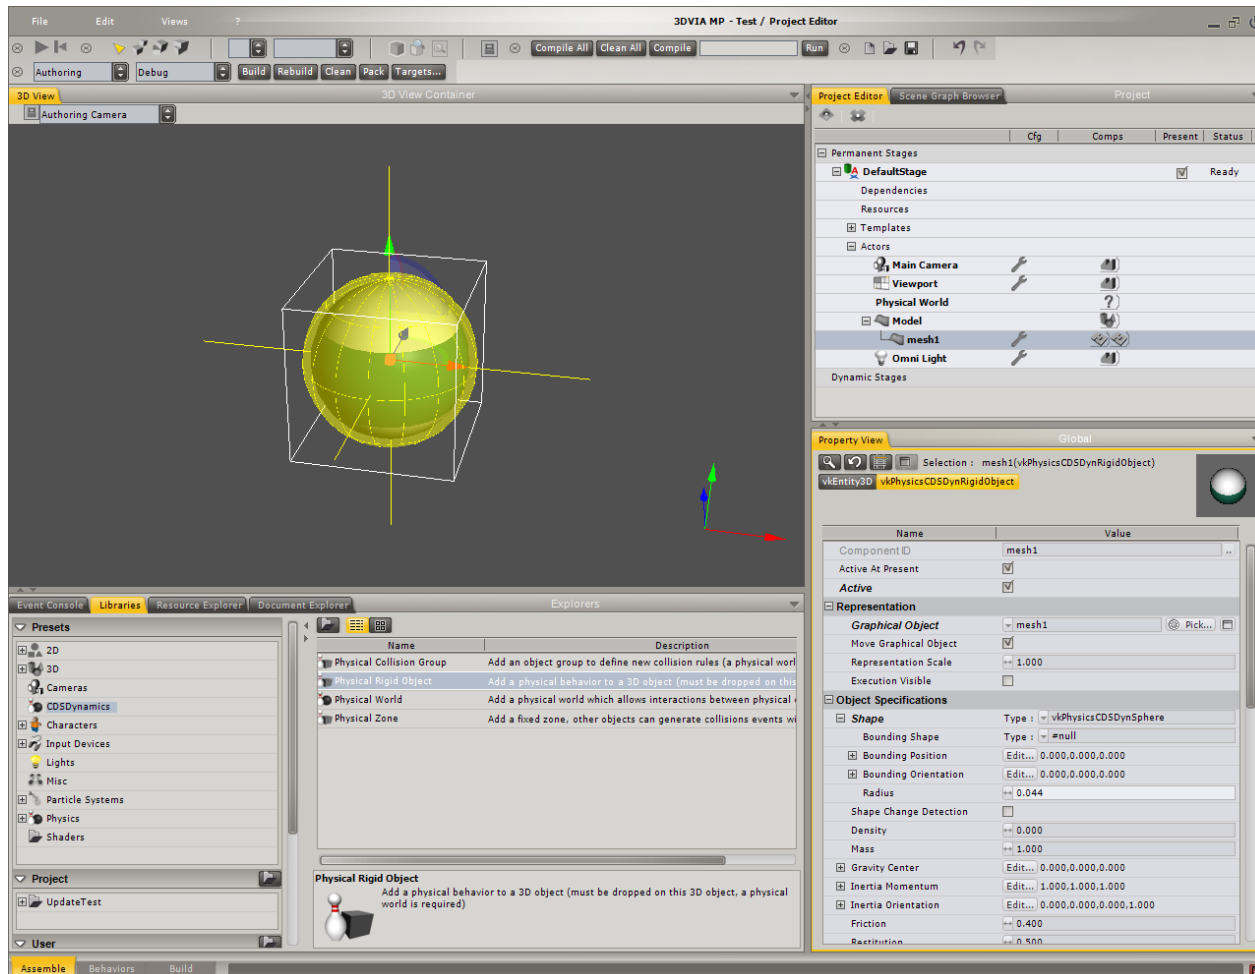 File Edit Views ? 3DVIA MP - Test / Project Editor
Compile All Clean All Compile Run
Authoring Debug Build Rebuild Clean Pack Targets...
3D View 3D View Container
Authoring Camera
Project Editor Scene Graph Browser Project
Cfg Comps Present Status
Permanent Stages
DefaultStage Ready
Dependencies
Resources
Templates
Actors
Main Camera
Viewport
Physical World ?
Model
mesh1
Omni Light
Dynamic Stages
Property View Global
Selection : mesh1(vkPhysicsCDSDynRigidObject)
vkEntity3D vkPhysicsCDSDynRigidObject
Name Value
ComponentID mesh1 ..
Active At Present
Active
Representation
Graphical Object mesh1 Pick...
Move Graphical Object
Representation Scale 1.000
Execution Visible
Object Specifications
Shape Type : vkPhysicsCDSDynSphere
Bounding Shape Type : #null
Bounding Position Edit... 0.000,0.000,0.000
Bounding Orientation Edit... 0.000,0.000,0.000
Radius 0.044
Shape Change Detection
Density 0.000
Mass 1.000
Gravity Center Edit... 0.000,0.000,0.000
Inertia Momentum Edit... 1.000,1.000,1.000
Inertia Orientation Edit... 0.000,0.000,0.000,1.000
Friction 0.400
Restitution 0.500
Event Console Libraries Resource Explorer Document Explorer Explorers
Presets
2D
3D
Cameras
CDSDynamics
Characters
Input Devices
Lights
Misc
Particle Systems
Physics
Shaders
Project
UpdateTest
User
Name Description
Physical Collision Group Add an object group to define new collision rules (a physical worl
Physical Rigid Object Add a physical behavior to a 3D object (must be dropped on this
Physical World Add a physical world which allows interactions between physical
Physical Zone Add a fixed zone, other objects can generate collisions events wi
Physical Rigid Object
Add a physical behavior to a 3D object (must be dropped on this 3D object, a physical
world is required)
Assemble Behaviors Build